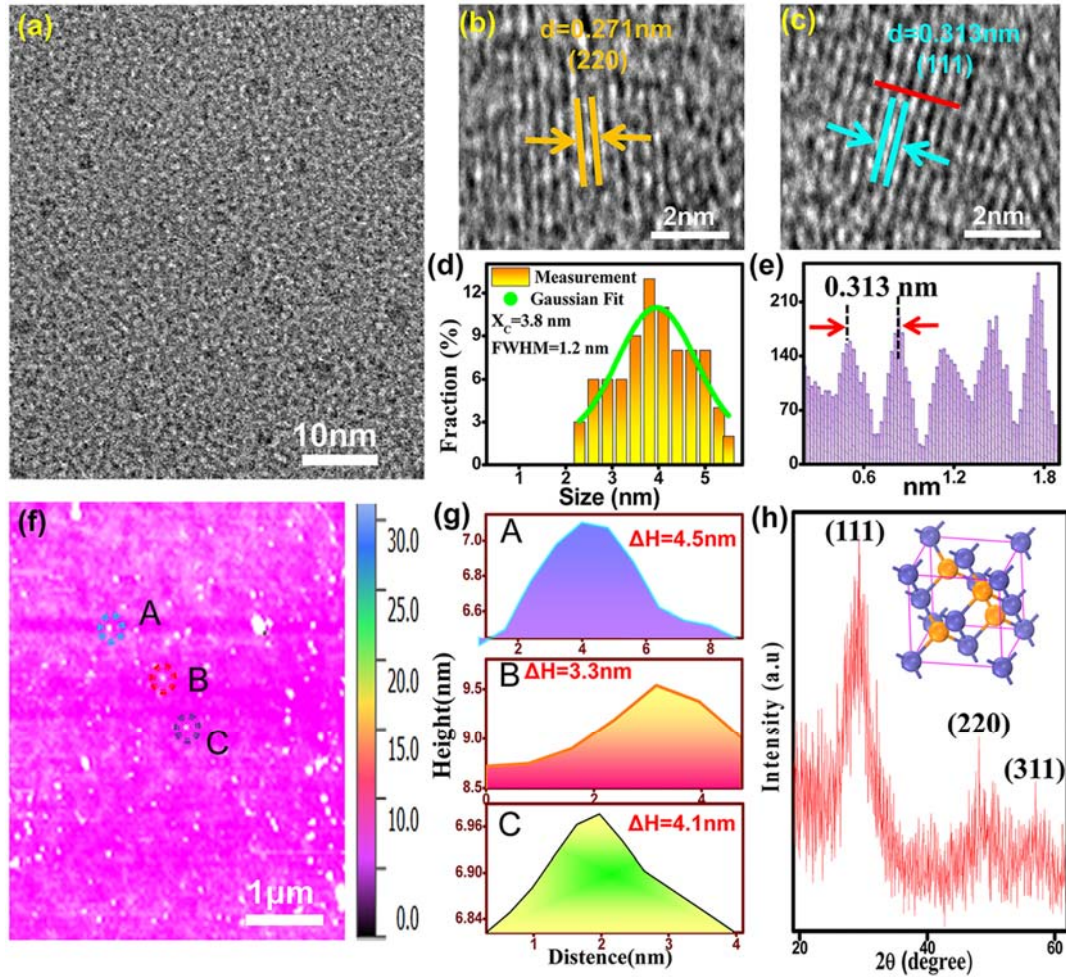 (a)
10nm
(b)
d=0.271nm
(220)
2nm
(c)
d=0.313nm
(111)
2nm
(d)
Measurement
Gaussian Fit
X_C=3.8 nm
FWHM=1.2 nm
Fraction (%)
12
9
6
3
0
1 2 3 4 5
Size (nm)
(e)
0.313 nm
210
140
70
0
0.6 1.2 1.8
nm
(f)
A
B
C
1μm
30.0
25.0
20.0
15.0
10.0
5.0
0.0
(g)
Height(nm)
A
ΔH=4.5nm
7.0
6.8
6.6
2 4 6 8
B
ΔH=3.3nm
9.5
9.0
8.5
0 2 4
C
ΔH=4.1nm
6.96
6.90
6.84
1 2 3 4
Distence(nm)
(h)
(111)
(220)
(311)
Intensity (a.u)
20 40 60
2θ (degree)